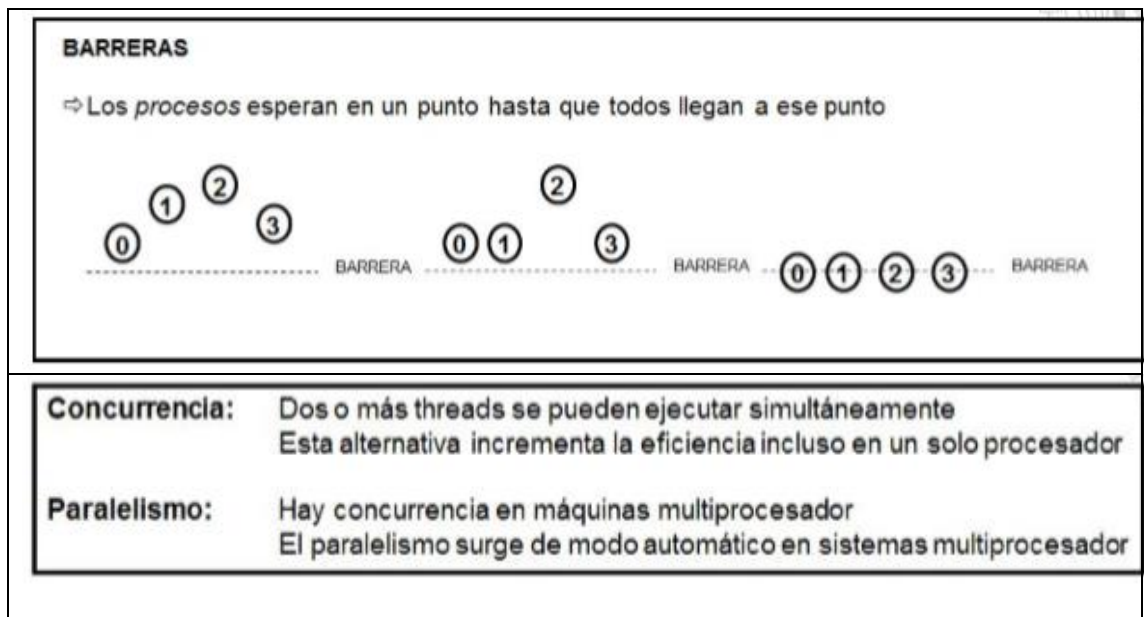 BARRERAS
⇨Los procesos esperan en un punto hasta que todos llegan a ese punto
0 1 2 3 BARRERA 0 1 2 3 BARRERA 0 1 2 3 BARRERA
Concurrencia: Dos o más threads se pueden ejecutar simultáneamente
Esta alternativa incrementa la eficiencia incluso en un solo procesador
Paralelismo: Hay concurrencia en máquinas multiprocesador
El paralelismo surge de modo automático en sistemas multiprocesador